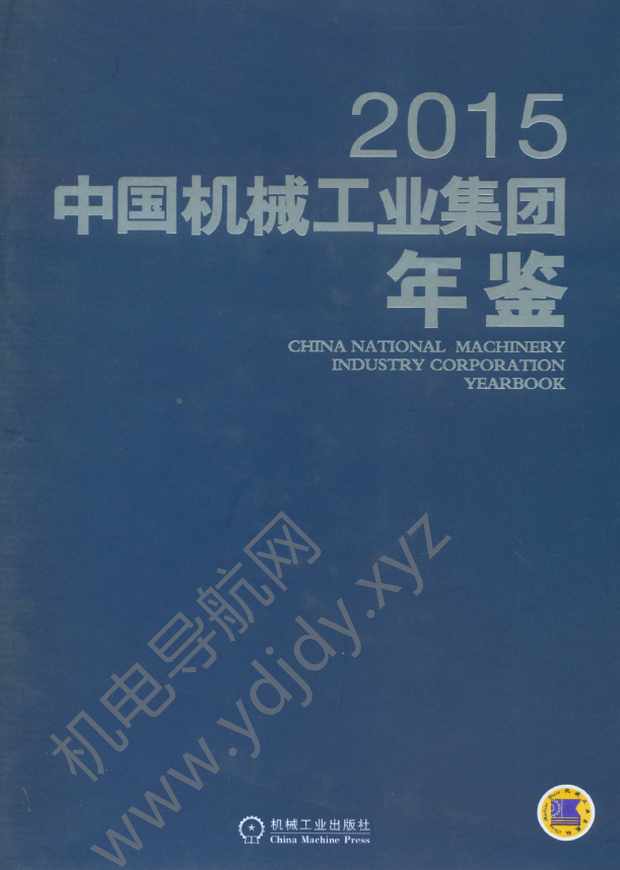 2015
中国机械工业集团
年鉴
CHINA NATIONAL MACHINERY
INDUSTRY CORPORATION
YEARBOOK
机电导航网
www.ydjdy.xyz
机械工业出版社
China Machine Press